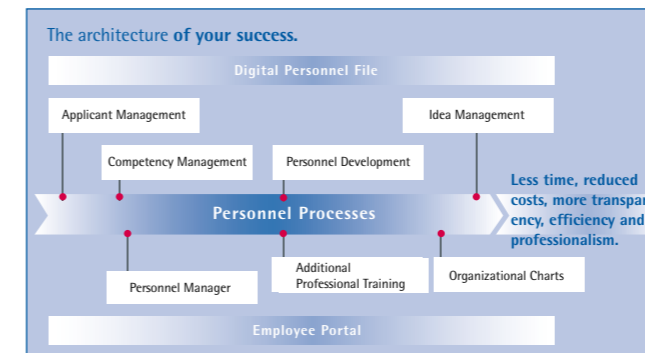 The architecture of your success.
Digital Personnel File
Applicant Management
Idea Management
Competency Management
Personnel Development
Less time, reduced
costs, more transpar
ency, efficiency and
professionalism.
Personnel Processes
Personnel Manager
Additional
Professional Training
Organizational Charts
Employee Portal